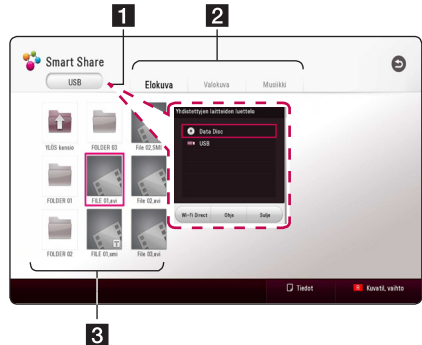 1 2
Smart Share
USB
Elokuva Valokuva Musiikki
Yhdistettyjen laitteiden luettelo
Data Disc
USB
Wi-Fi Direct Ohje Sulje
YLÖS kansio FOLDER 03 File 02.SMI
FOLDER 01 FILE 01.avi File 02.avi
FOLDER 02 FILE 01.smi File 03.avi
T
Tiedot R Kuvatil. vaihto
3